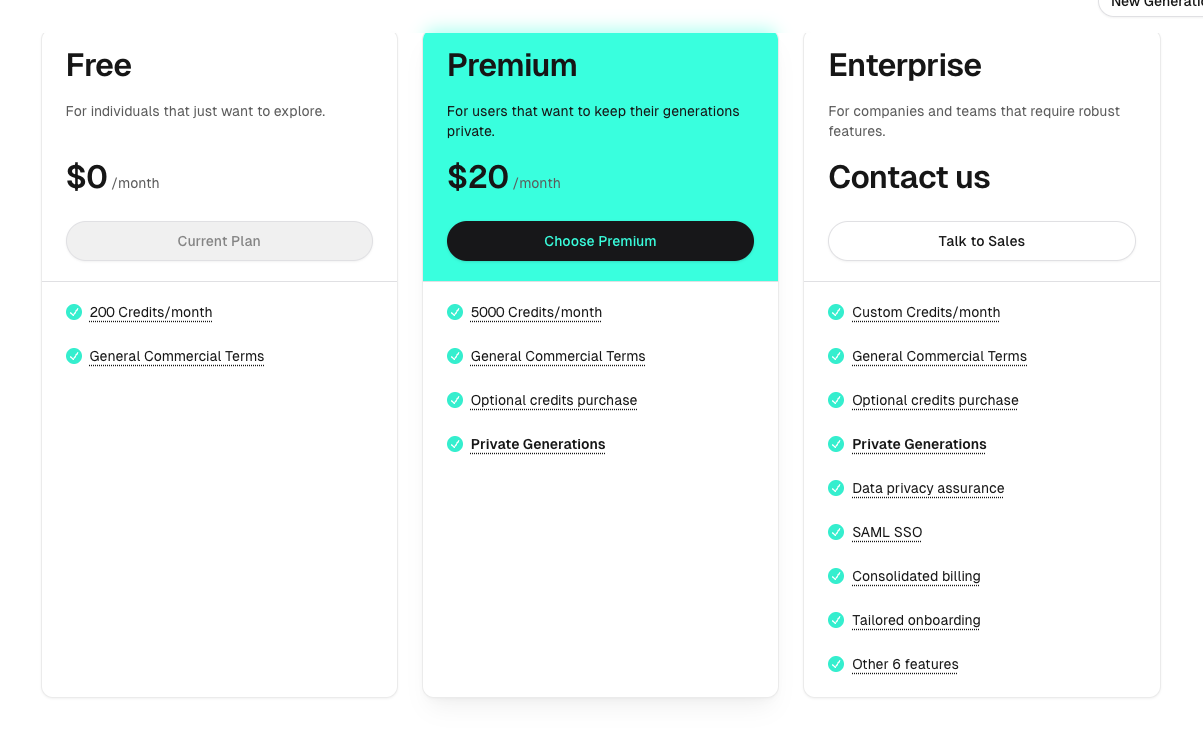 New Generatio
Free
For individuals that just want to explore.
$0 /month
Current Plan
200 Credits/month
General Commercial Terms
Premium
For users that want to keep their generations
private.
$20 /month
Choose Premium
5000 Credits/month
General Commercial Terms
Optional credits purchase
Private Generations
Enterprise
For companies and teams that require robust
features.
Contact us
Talk to Sales
Custom Credits/month
General Commercial Terms
Optional credits purchase
Private Generations
Data privacy assurance
SAML SSO
Consolidated billing
Tailored onboarding
Other 6 features